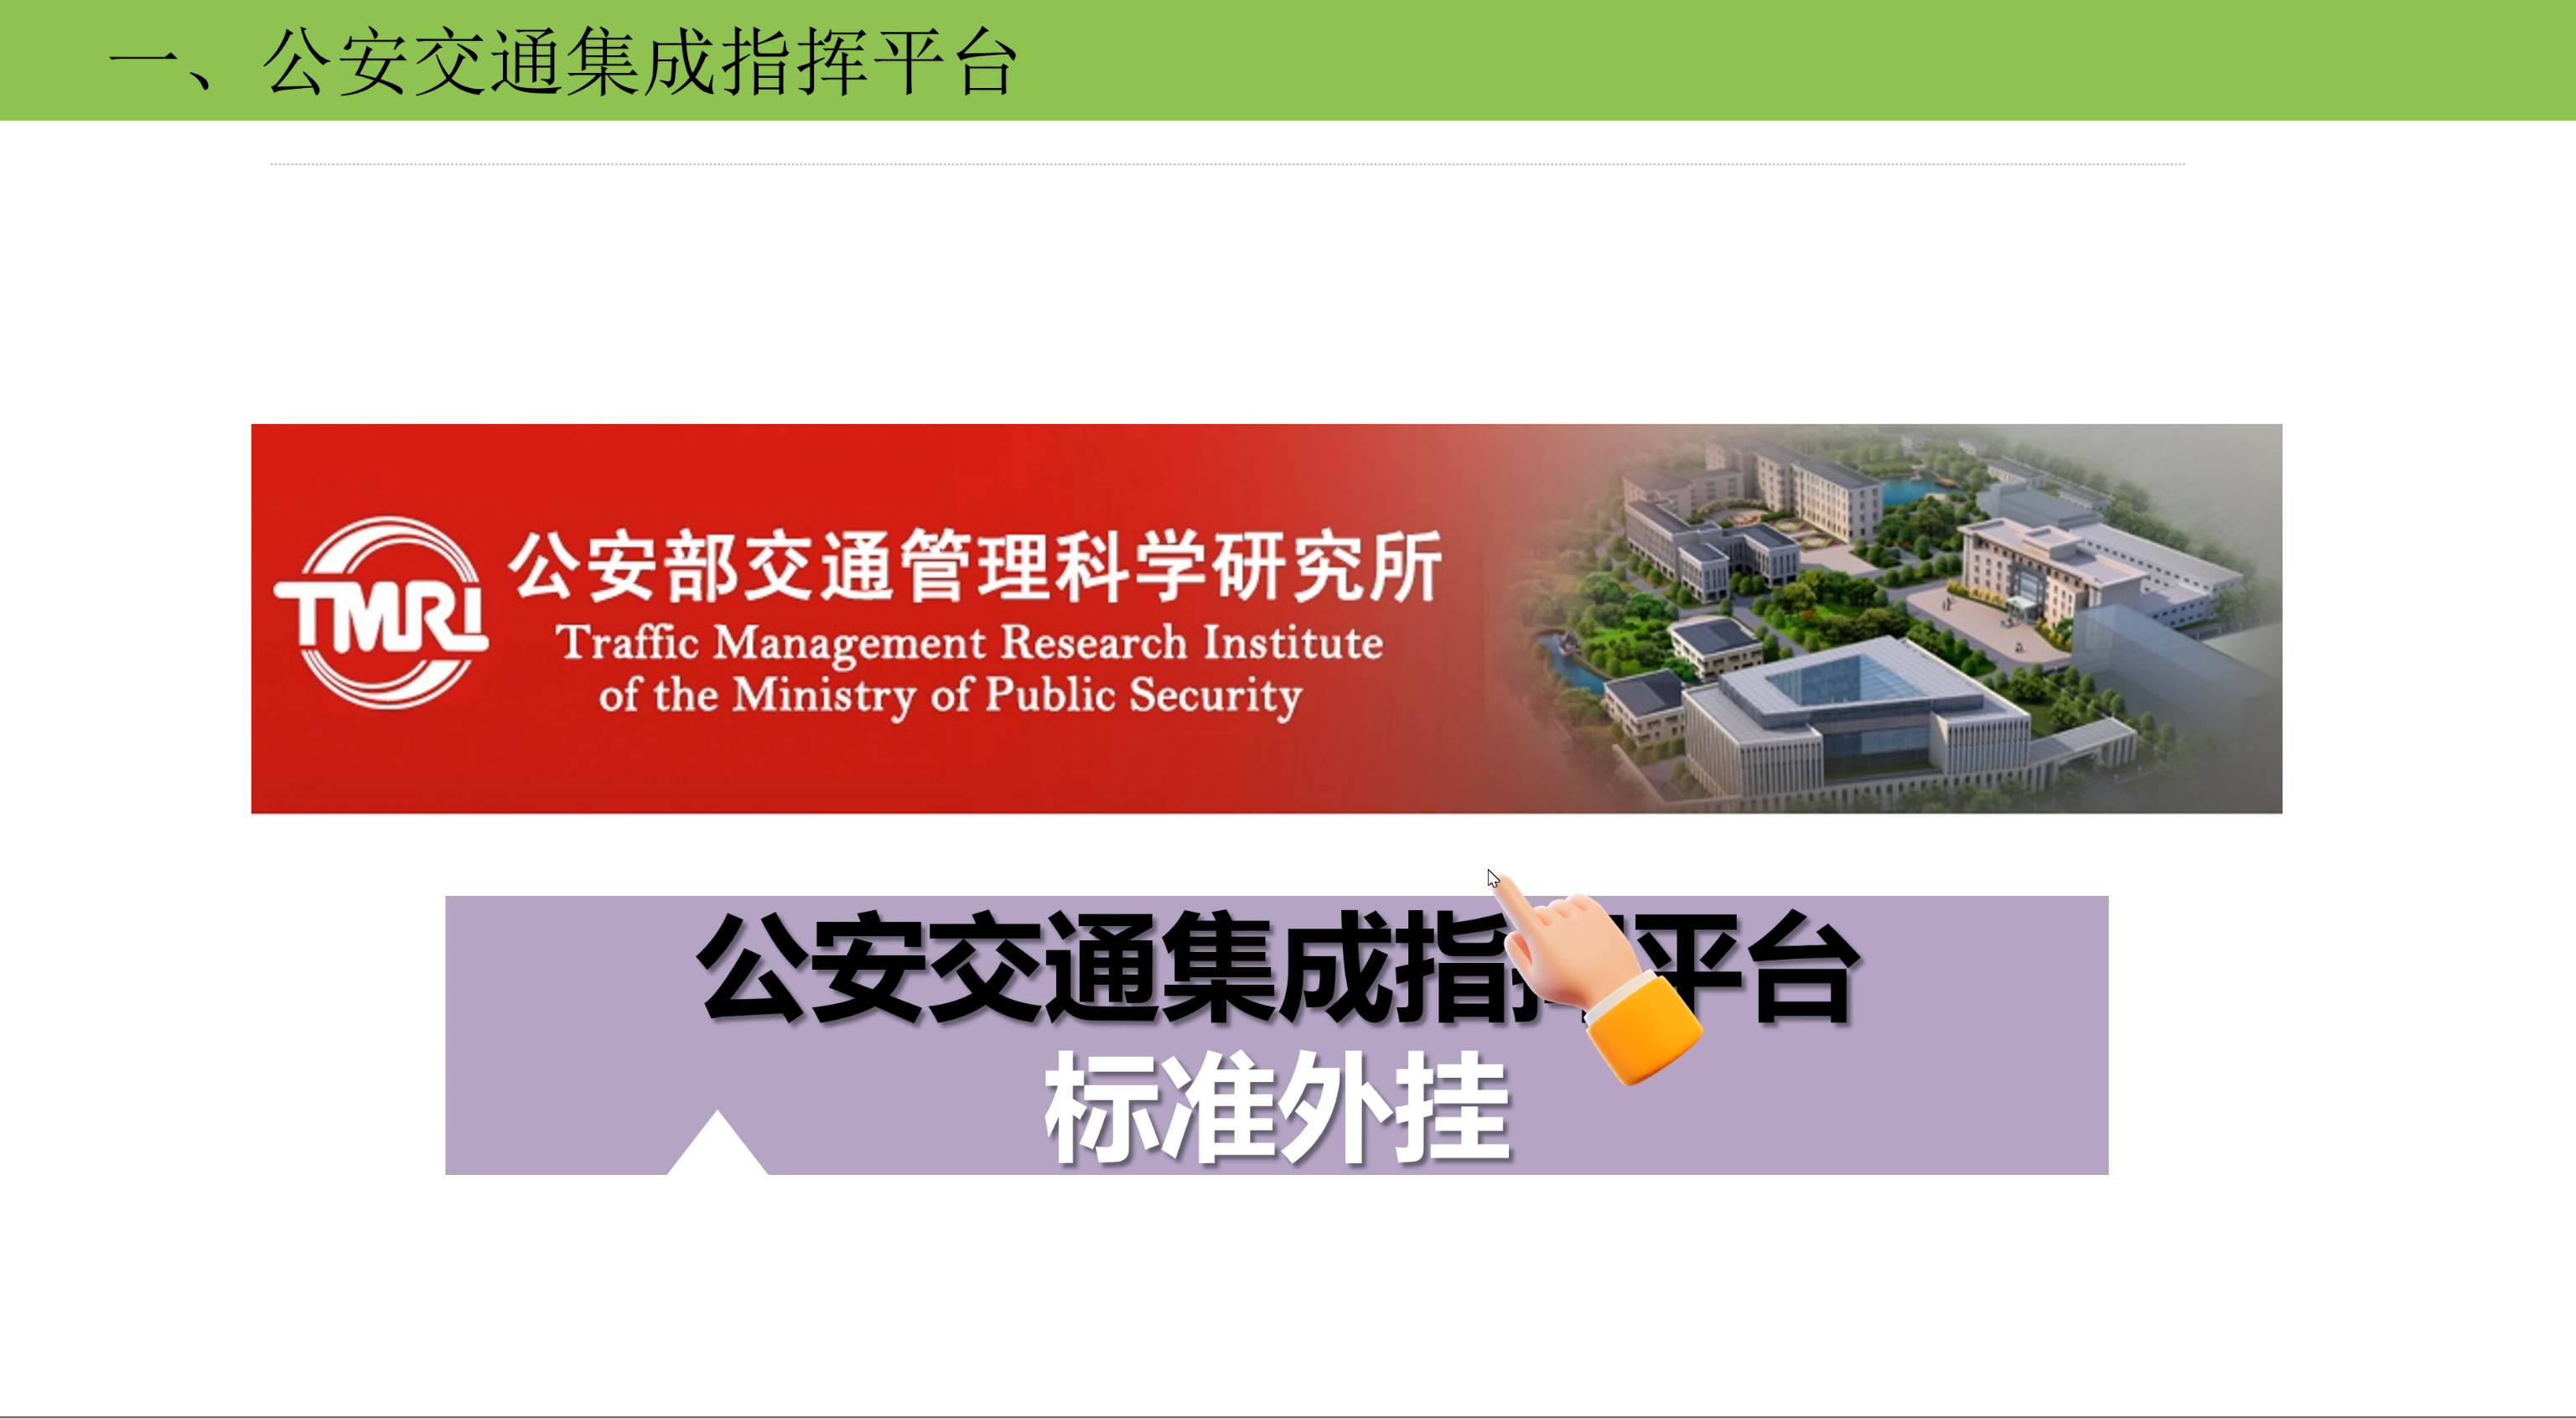 一、公安交通集成指挥平台
TMRI
公安部交通管理科学研究所
Traffic Management Research Institute
of the Ministry of Public Security
公安交通集成指挥平台
标准外挂